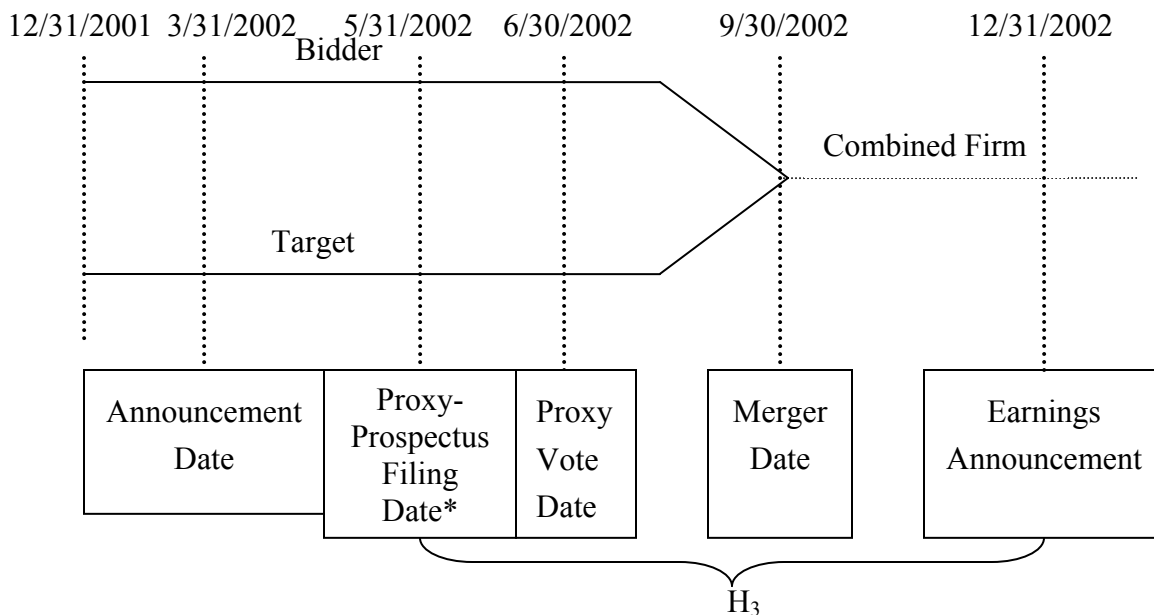 12/31/2001 3/31/2002 5/31/2002 6/30/2002 9/30/2002 12/31/2002
Bidder
Combined Firm
Target
Announcement
Date
Proxy-
Prospectus
Filing
Date*
Proxy
Vote
Date
Merger
Date
Earnings
Announcement
H3